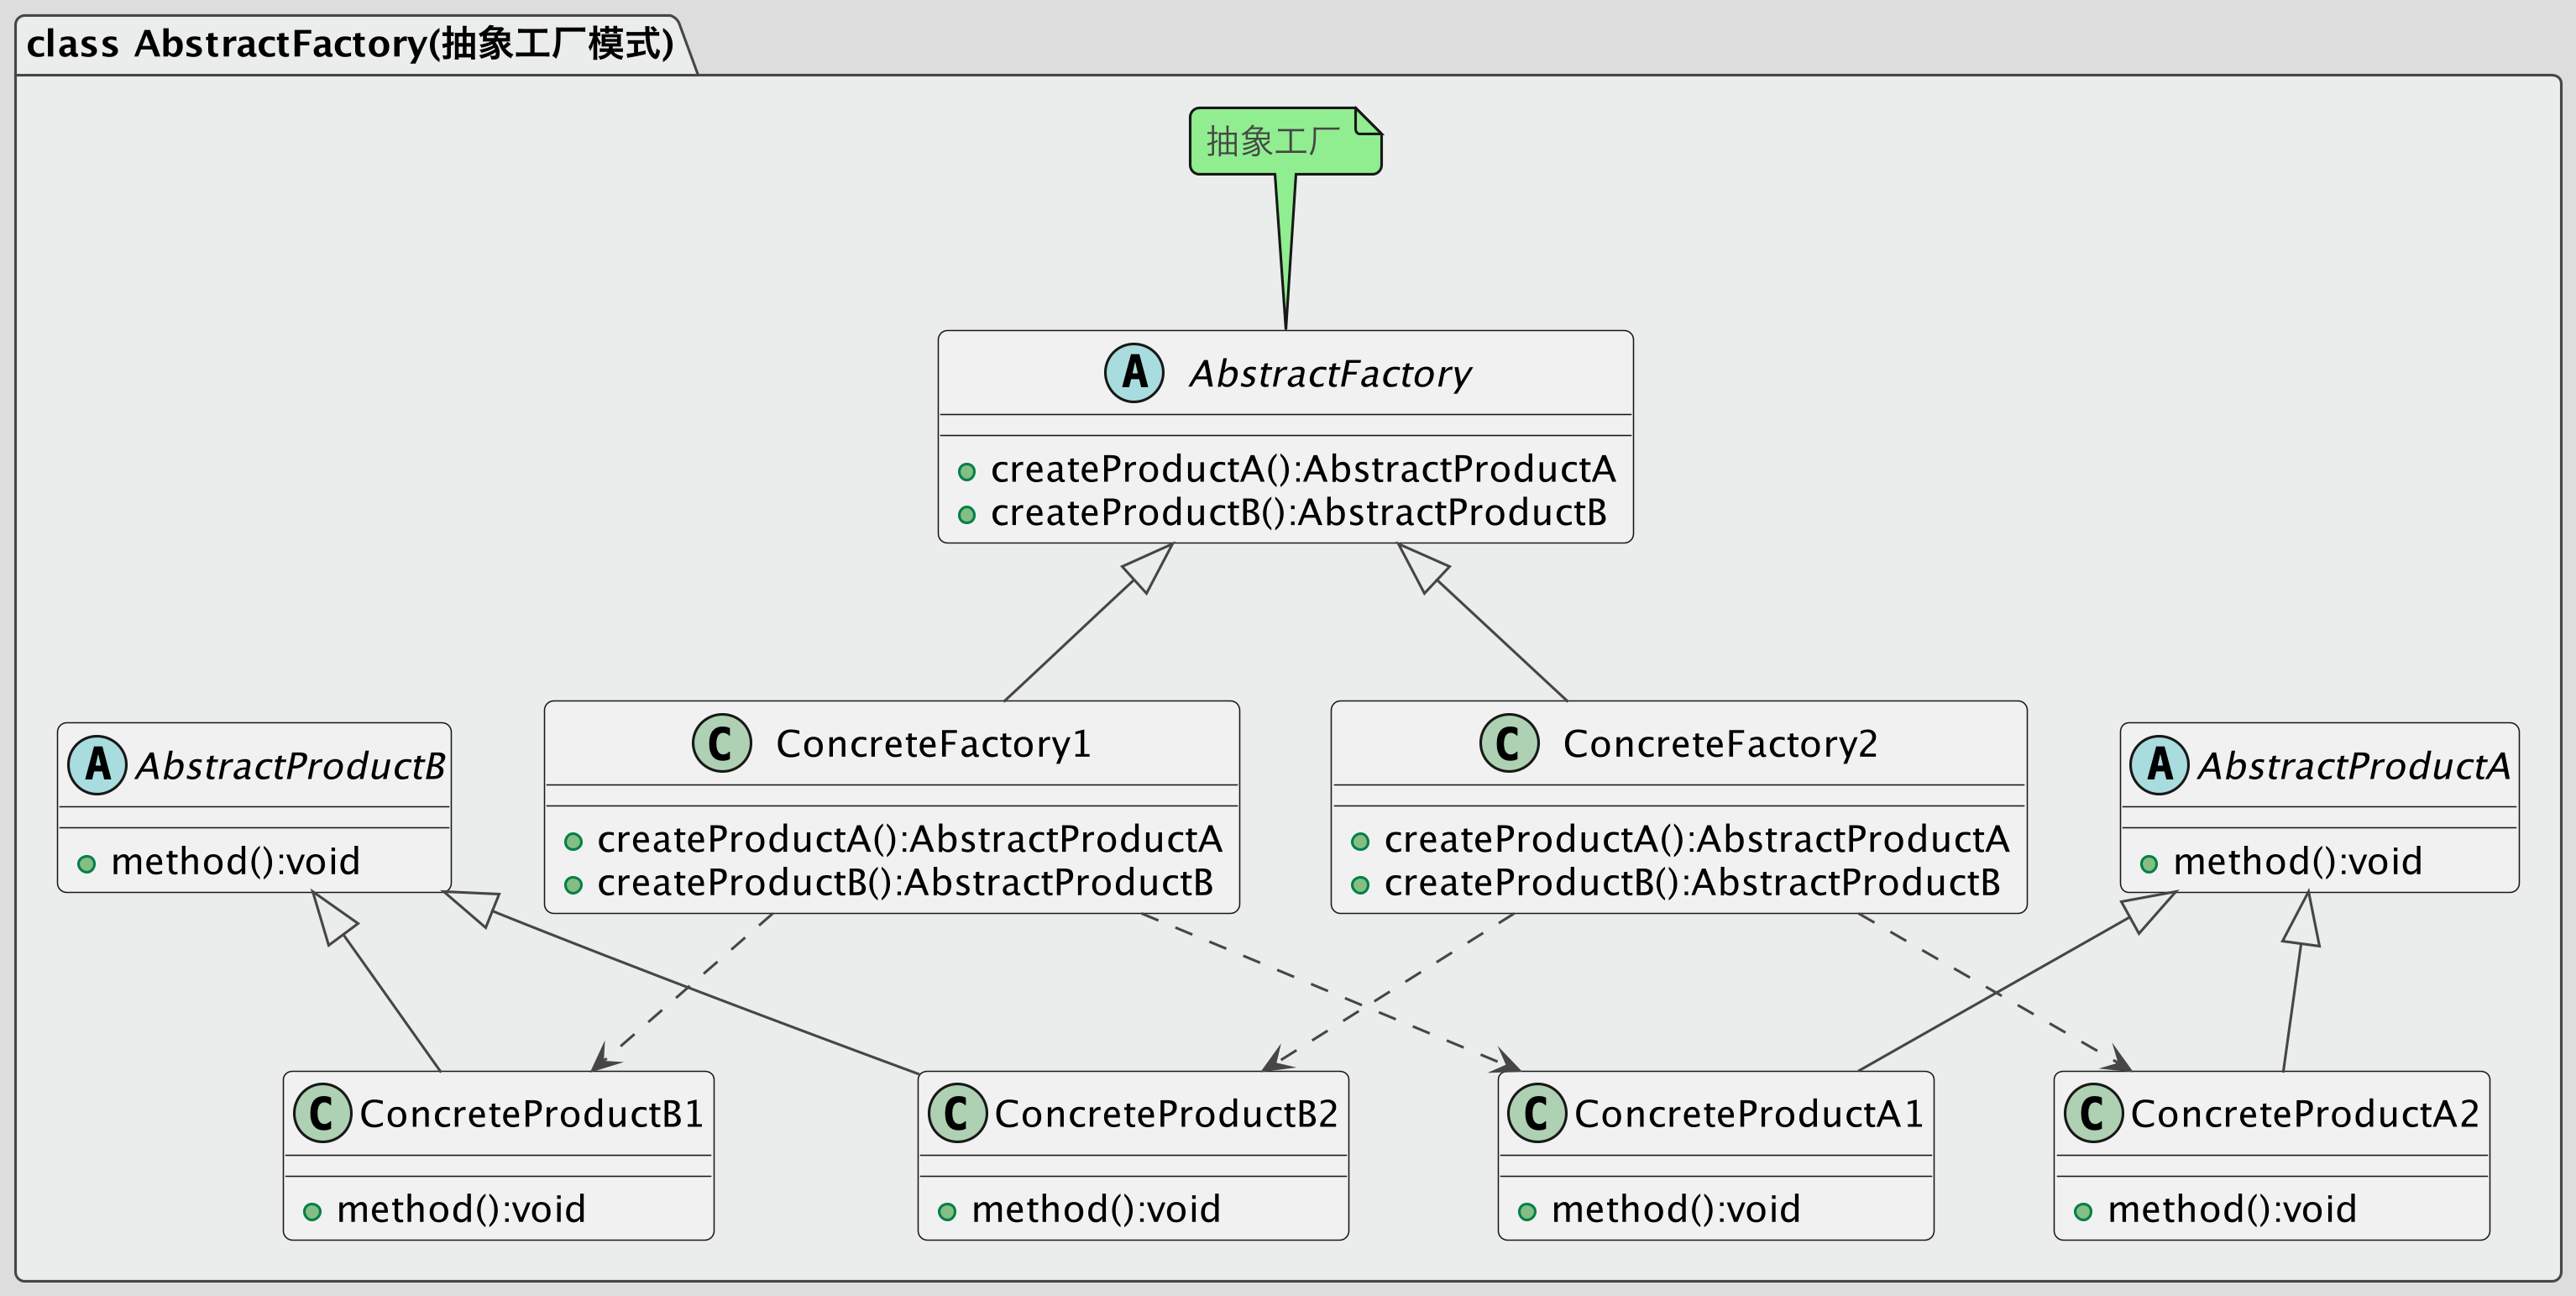 class AbstractFactory(抽象工厂模式)
抽象工厂
A AbstractFactory
createProductA():AbstractProductA
createProductB():AbstractProductB
A AbstractProductB
method():void
C ConcreteFactory1
createProductA():AbstractProductA
createProductB():AbstractProductB
C ConcreteFactory2
createProductA():AbstractProductA
createProductB():AbstractProductB
A AbstractProductA
method():void
C ConcreteProductB1
method():void
C ConcreteProductB2
method():void
C ConcreteProductA1
method():void
C ConcreteProductA2
method():void